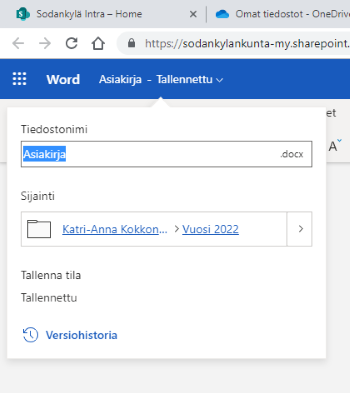 Sodankylä Intra – Home
Omat tiedostot - OneDrive
https://sodankylankunta-my.sharepoint.
Word
Asiakirja - Tallennettu
et
Tiedostonimi
Asiakirja
.docx
A
Sijainti
Katri-Anna Kokkon... > Vuosi 2022
Tallenna tila
Tallennettu
Versiohistoria